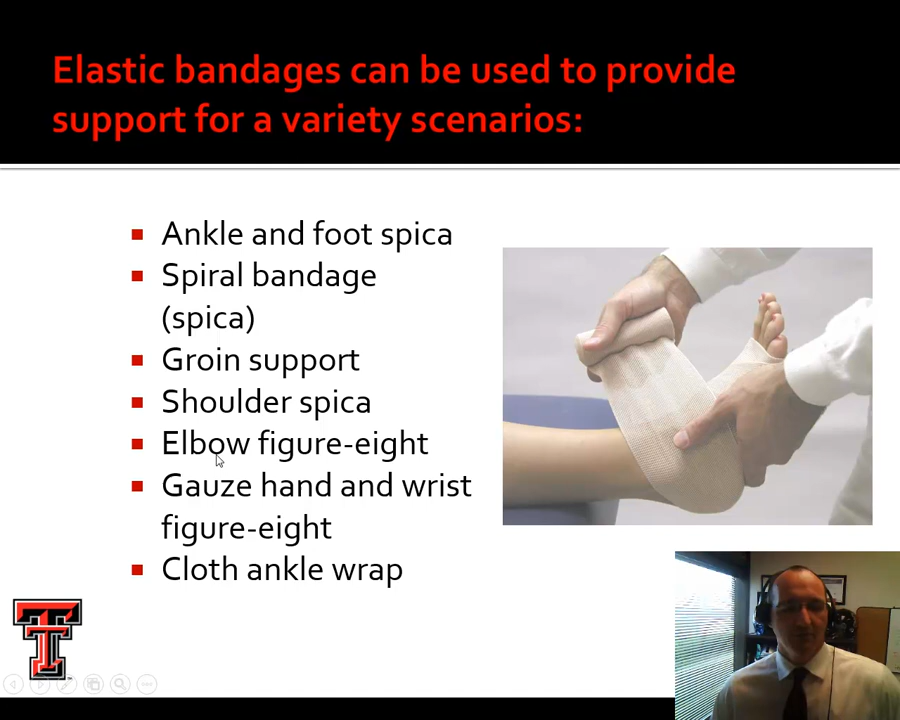 Elastic bandages can be used to provide
support for a variety scenarios:
Ankle and foot spica
Spiral bandage
(spica)
Groin support
Shoulder spica
Elbow figure-eight
Gauze hand and wrist
figure-eight
Cloth ankle wrap